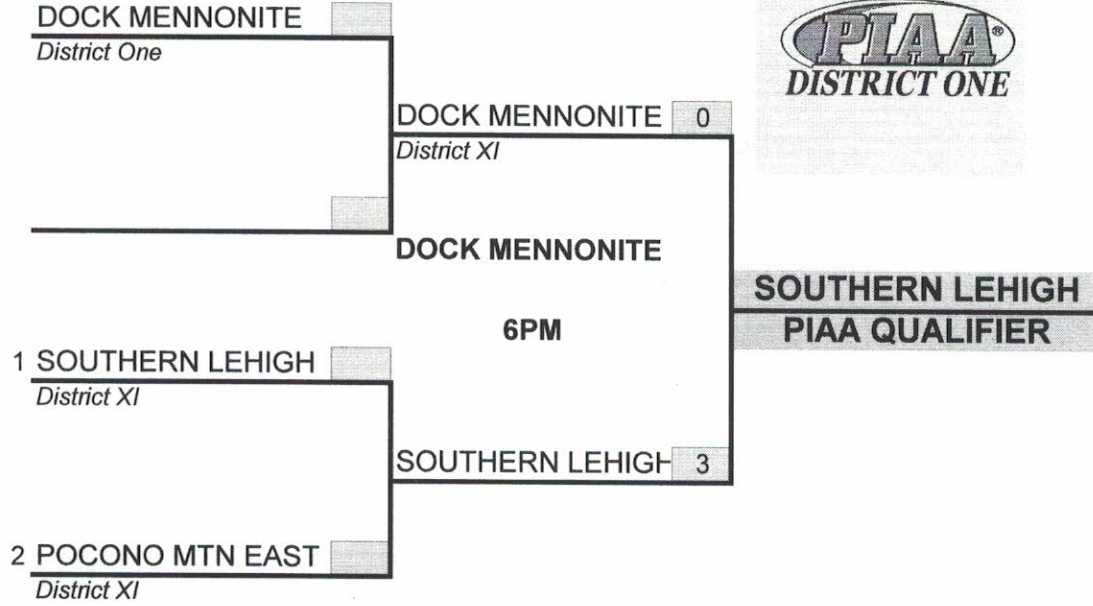 DOCK MENNONITE
District One
PIAA®
DISTRICT ONE
DOCK MENNONITE 0
District XI
DOCK MENNONITE
6PM
SOUTHERN LEHIGH
PIAA QUALIFIER
1 SOUTHERN LEHIGH
District XI
SOUTHERN LEHIGH 3
2 POCONO MTN EAST
District XI